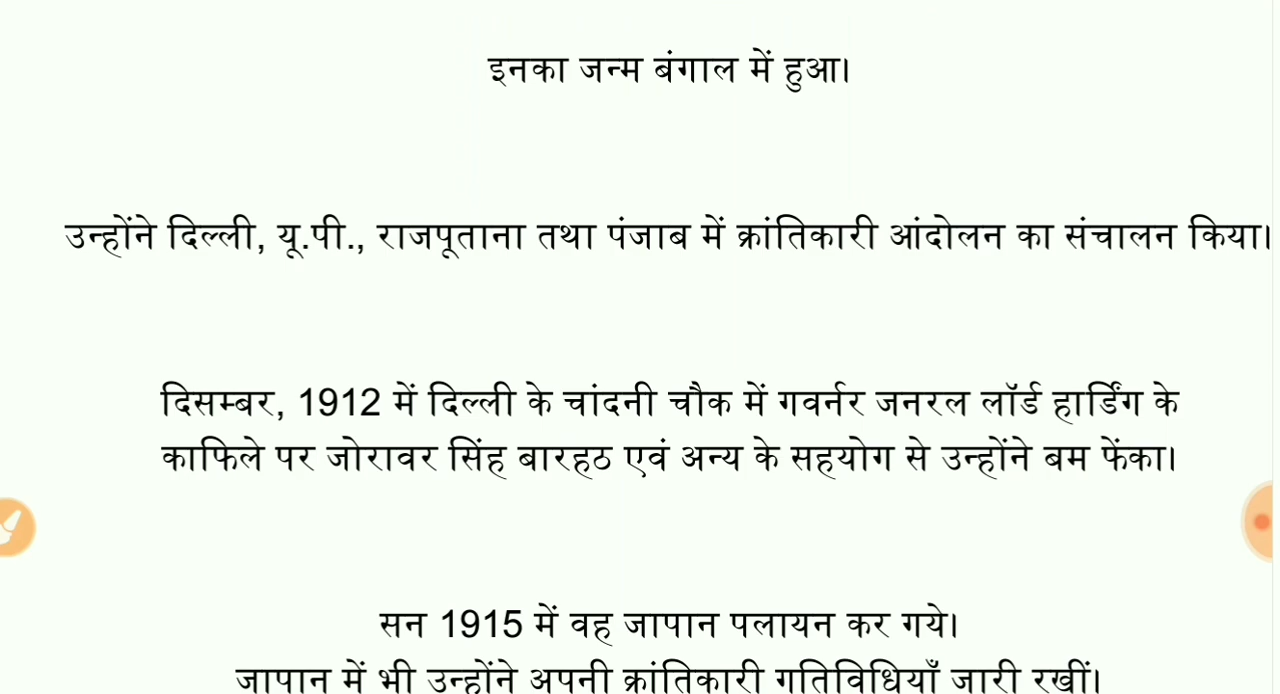 इनका जन्म बंगाल में हुआ।
उन्होंने दिल्ली, यू.पी., राजपूताना तथा पंजाब में क्रांतिकारी आंदोलन का संचालन किया।
दिसम्बर, 1912 में दिल्ली के चांदनी चौक में गवर्नर जनरल लॉर्ड हार्डिंग के
काफिले पर जोरावर सिंह बारहठ एवं अन्य के सहयोग से उन्होंने बम फेंका।
सन 1915 में वह जापान पलायन कर गये।
जापान में भी उन्होंने अपनी क्रांतिकारी गतिविधियाँ जारी रखीं।